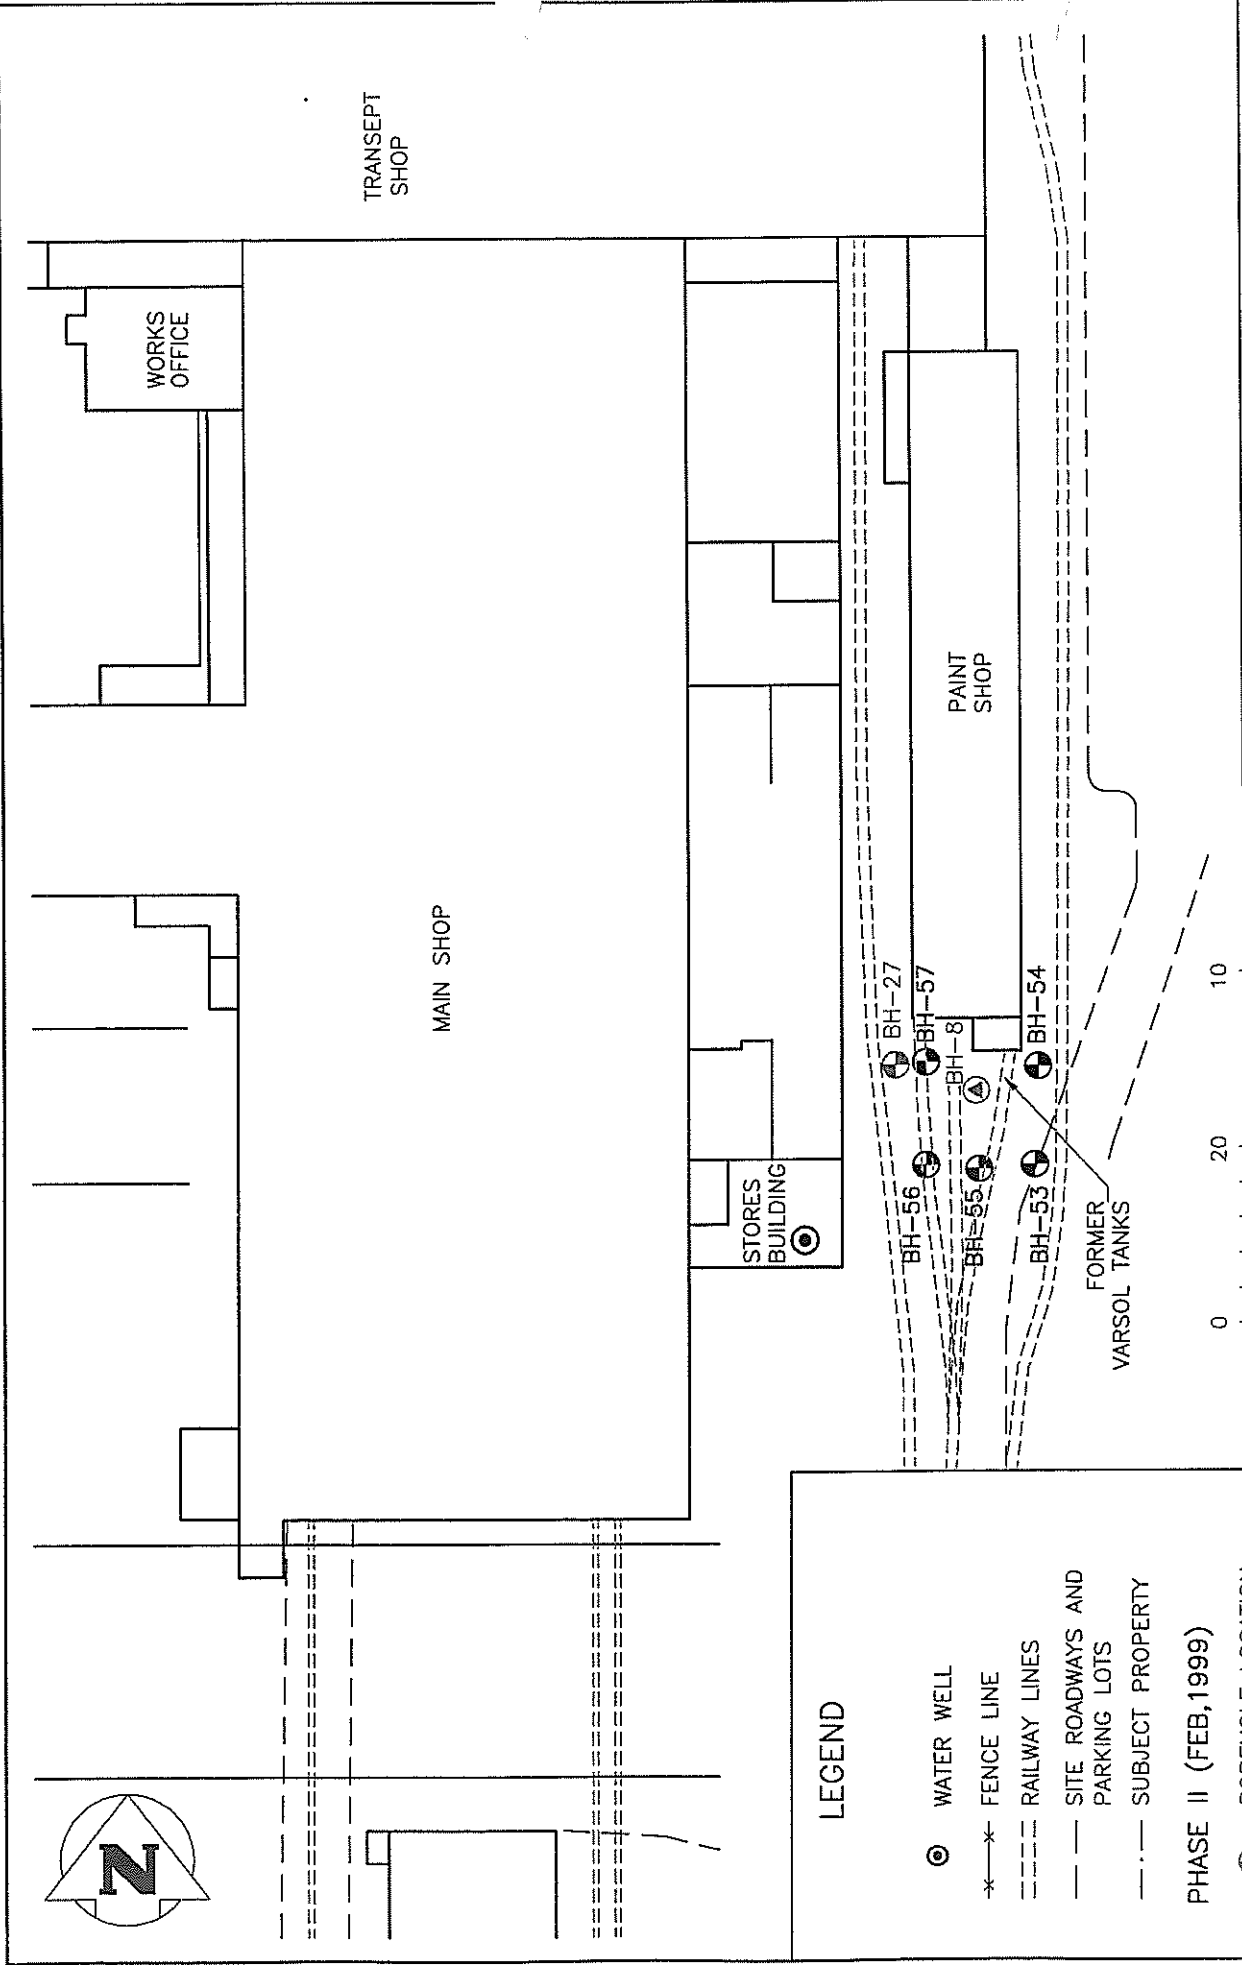 TRANSEPT
SHOP
WORKS
OFFICE
MAIN SHOP
PAINT
SHOP
STORES
BUILDING
BH-27
BH-57
BH-8
BH-54
BH-56
BH-55
BH-53
FORMER
VARSOL TANKS
0
20
10
N
LEGEND
WATER WELL
FENCE LINE
RAILWAY LINES
SITE ROADWAYS AND
PARKING LOTS
SUBJECT PROPERTY
PHASE II (FEB,1999)